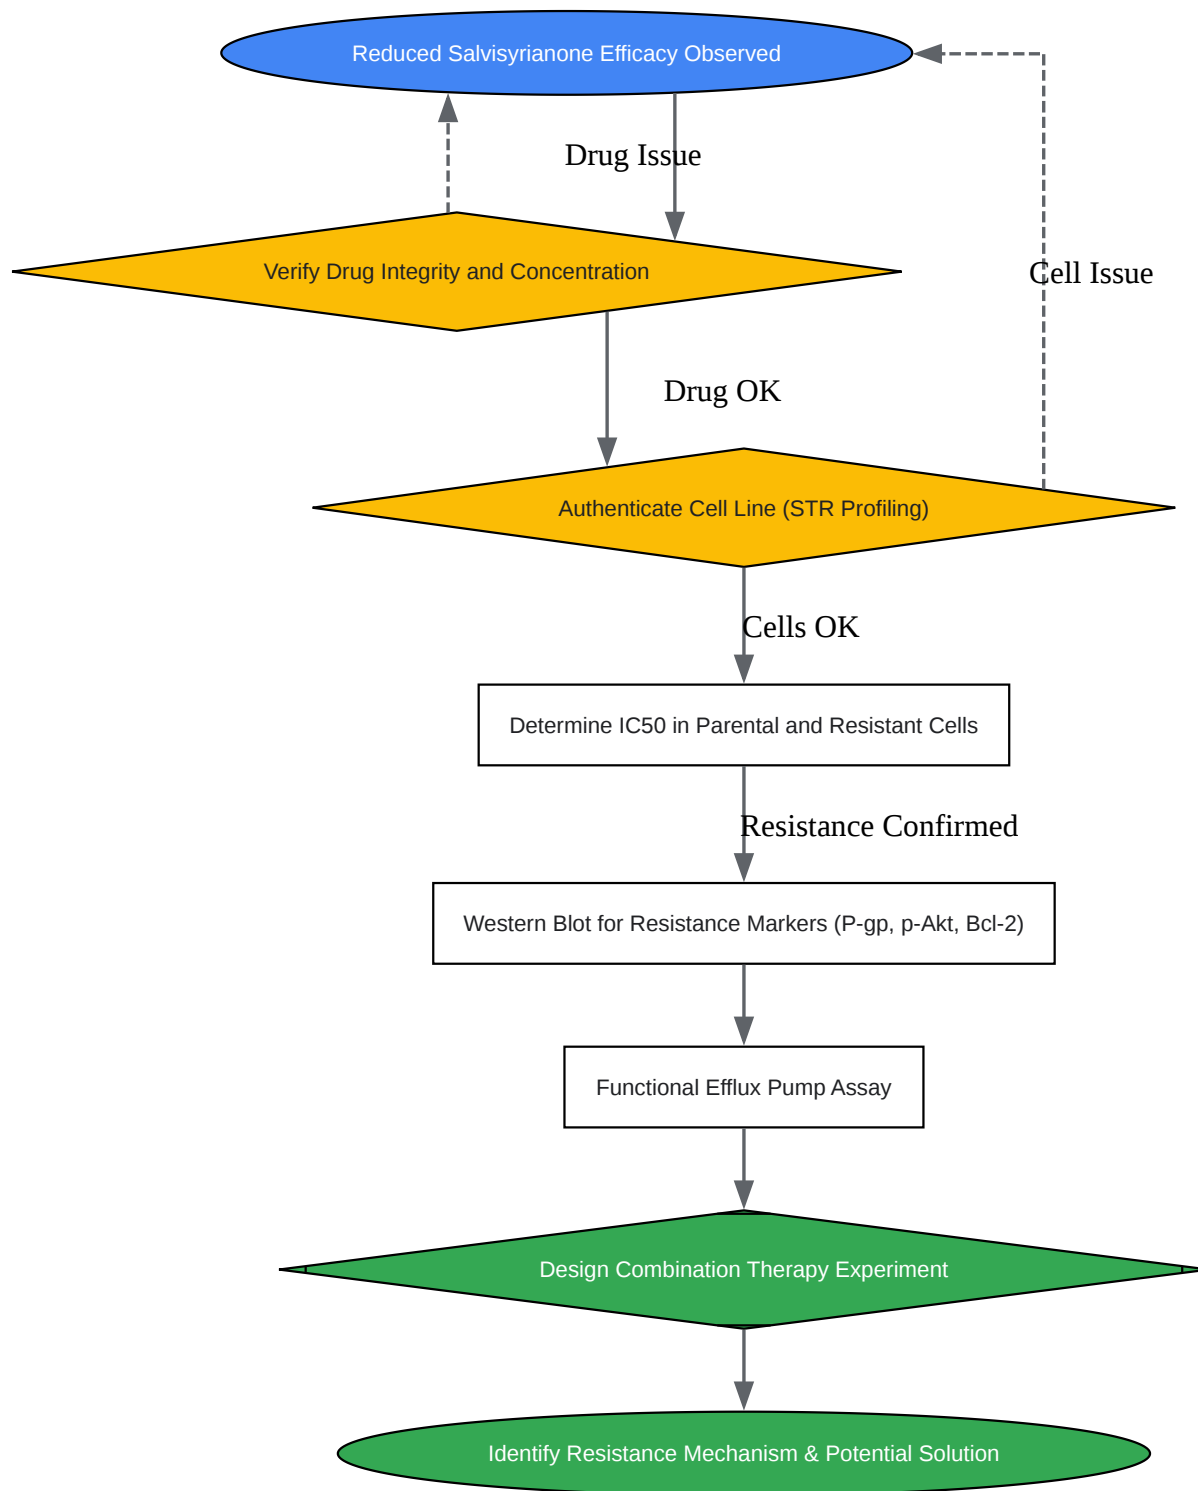 Reduced Salvisyrianone Efficacy Observed
Drug Issue
Verify Drug Integrity and Concentration
Cell Issue
Drug OK
Authenticate Cell Line (STR Profiling)
Cells OK
Determine IC50 in Parental and Resistant Cells
Resistance Confirmed
Western Blot for Resistance Markers (P-gp, p-Akt, Bcl-2)
Functional Efflux Pump Assay
Design Combination Therapy Experiment
Identify Resistance Mechanism & Potential Solution